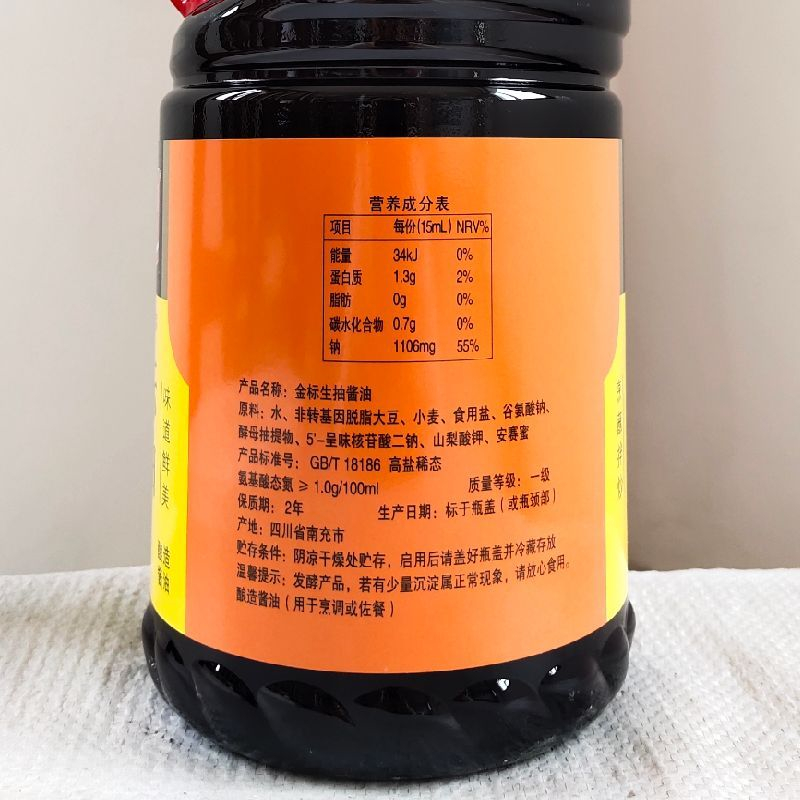 营养成分表
项目 每份(15mL) NRV%
能量 34kJ 0%
蛋白质 1.3g 2%
脂肪 0g 0%
碳水化合物 0.7g 0%
钠 1106mg 55%
产品名称：金标生抽酱油
原料：水、非转基因脱脂大豆、小麦、食用盐、谷氨酸钠、
酵母抽提物、5'-呈味核苷酸二钠、山梨酸钾、安赛蜜
产品标准号：GB/T 18186 高盐稀态
氨基酸态氮≥1.0g/100ml 质量等级：一级
保质期：2年 生产日期：标于瓶盖（或瓶颈部）
产地：四川省南充市
贮存条件：阴凉干燥处贮存，启用后请盖好瓶盖并冷藏存放
温馨提示：发酵产品，若有少量沉淀属正常现象，请放心食用。
酿造酱油（用于烹调或佐餐）
味道鲜美